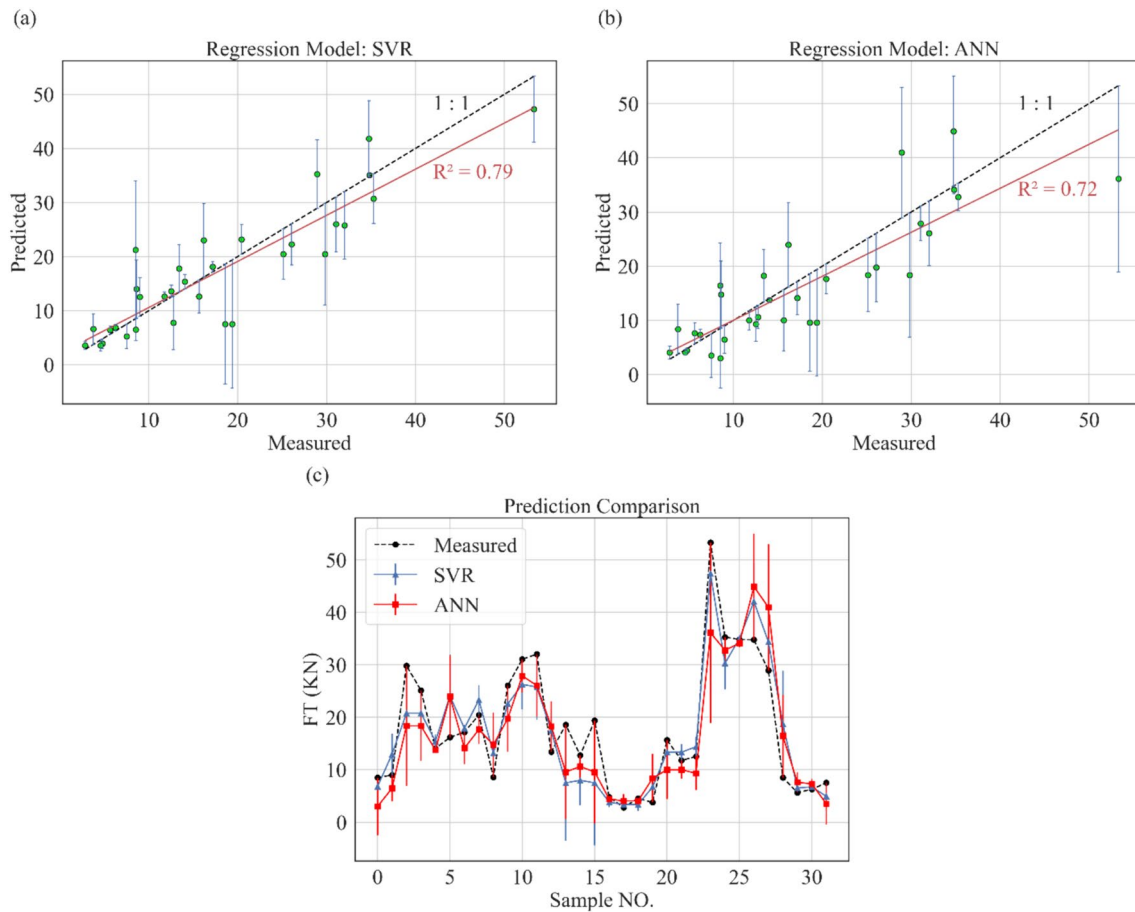 (a)
Regression Model: SVR
50
40
30
20
10
0
Predicted
1 : 1
R² = 0.79
10
20
30
40
50
Measured
(b)
Regression Model: ANN
50
40
30
20
10
0
Predicted
1 : 1
R² = 0.72
10
20
30
40
50
Measured
(c)
Prediction Comparison
Measured
SVR
ANN
50
40
30
20
10
0
FT (KN)
0
5
10
15
20
25
30
Sample NO.